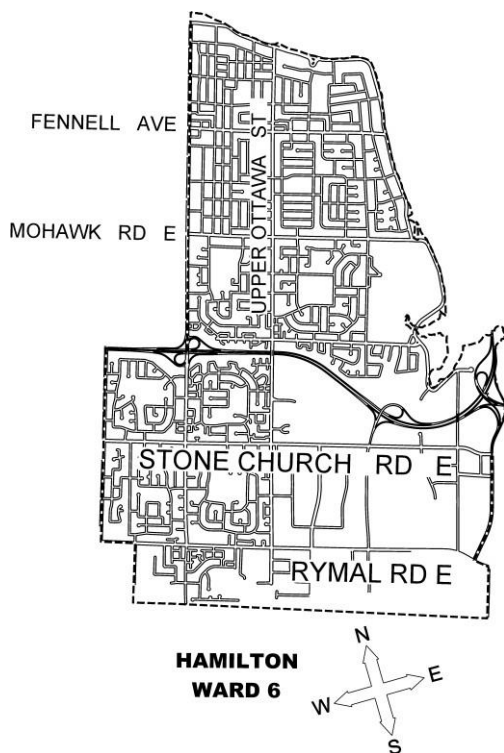 FENNELL AVE
UPPER OTTAWA ST
MOHAWK RD E
STONE CHURCH RD E
RYMAL RD E
HAMILTON
WARD 6
N
E
W
S